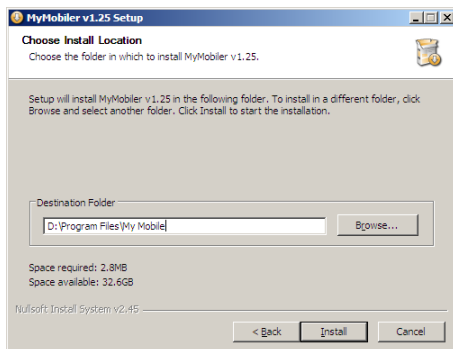 MyMobiler v1.25 Setup
Choose Install Location
Choose the folder in which to install MyMobiler v1.25.
Setup will install MyMobiler v1.25 in the following folder. To install in a different folder, click
Browse and select another folder. Click Install to start the installation.
Destination Folder
D:\Program Files\My Mobile
Browse...
Space required: 2.8MB
Space available: 32.6GB
Nullsoft Install System v2.45
< Back Install Cancel